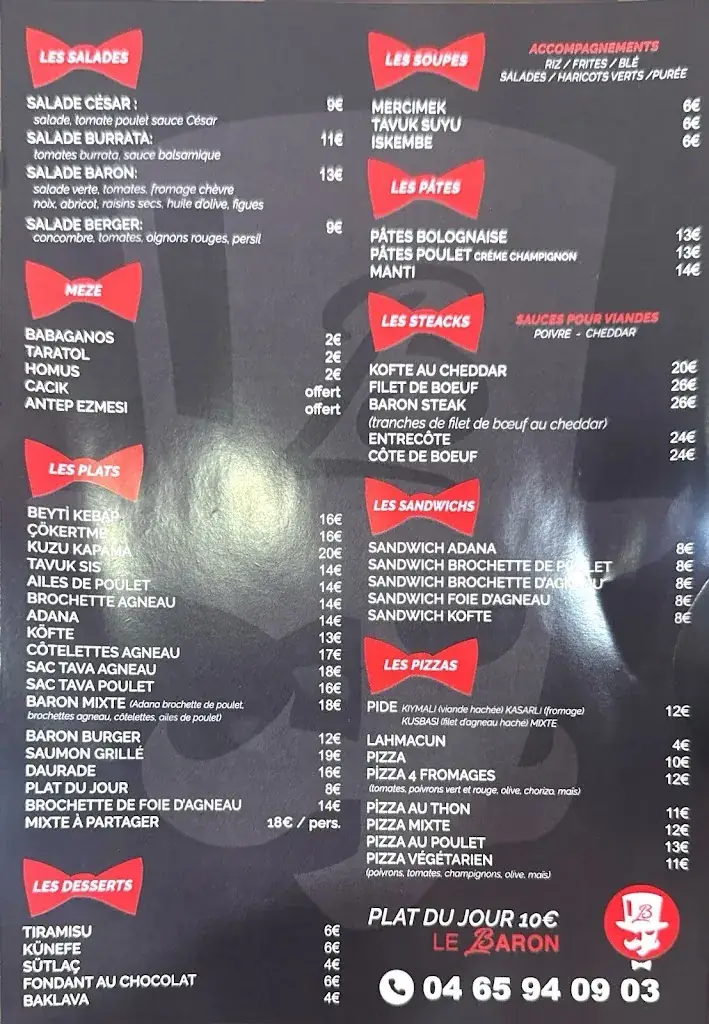 LES SALADES
SALADE CÉSAR : 9€
salade, tomate poulet sauce César
SALADE BURRATA: 11€
tomates burrata, sauce balsamique
SALADE BARON: 13€
salade verte, tomates, fromage chèvre
noix, abricot, raisins secs, huile d'olive, figues
SALADE BERGER: 9€
concombre, tomates, oignons rouges, persil
MEZE
BABAGANOS 2€
TARATOL 2€
HOMUS 2€
CACIK offert
ANTEP EZMESI offert
LES PLATS
BEYTİ KEBAP 16€
ÇÖKERTME 16€
KUZU KAPAMA 20€
TAVUK SIS 14€
AILES DE POULET 14€
BROCHETTE AGNEAU 14€
ADANA 14€
KÖFTE 13€
CÔTELETTES AGNEAU 17€
SAC TAVA AGNEAU 18€
SAC TAVA POULET 16€
BARON MIXTE (Adana brochete de poulet, 18€
brochettes agneau, côtelettes, ailes de poulet)
BARON BURGER 12€
SAUMON GRILLÉ 19€
DAURADE 16€
PLAT DU JOUR 8€
BROCHETTE DE FOIE D'AGNEAU 14€
MIXTE À PARTAGER 18€ / pers.
LES DESSERTS
TIRAMISU 6€
KÜNEFE 6€
SÜTLAÇ 4€
FONDANT AU CHOCOLAT 6€
BAKLAVA 4€
LES SOUPES
ACCOMPAGNEMENTS
RIZ / FRITES / BLÉ
SALADES / HARICOTS VERTS /PURÉE
MERCIMEK 6€
TAVUK SUYU 6€
ISKEMBE 6€
LES PÂTES
PÂTES BOLOGNAISE 13€
PÂTES POULET CRÈME CHAMPIGNON 13€
MANTI 14€
LES STEACKS
SAUCES POUR VIANDES
POIVRE - CHEDDAR
KOFTE AU CHEDDAR 20€
FILET DE BOEUF 26€
BARON STEAK 26€
(tranches de filet de bœuf au cheddar)
ENTRECÔTE 24€
CÔTE DE BOEUF 24€
LES SANDWICHS
SANDWICH ADANA 8€
SANDWICH BROCHETTE DE POULET 8€
SANDWICH BROCHETTE D'AGNEAU 8€
SANDWICH FOIE D'AGNEAU 8€
SANDWICH KOFTE 8€
LES PIZZAS
PIDE KIYMALI (viande hachée) KASARLI (fromage) 12€
KUSBASI (filet d'agneau haché) MIXTE
LAHMACUN 4€
PIZZA 10€
PİZZA 4 FROMAGES 12€
(tomates, poivrons vert et rouge, olive, choriza, maïs)
PİZZA AU THON 11€
PIZZA MIXTE 12€
PIZZA AU POULET 13€
PIZZA VÉGÉTARIEN 11€
(poivrons, tomates, champignons, olive, maïs)
PLAT DU JOUR 10€
LE BARON
B
04 65 94 09 03